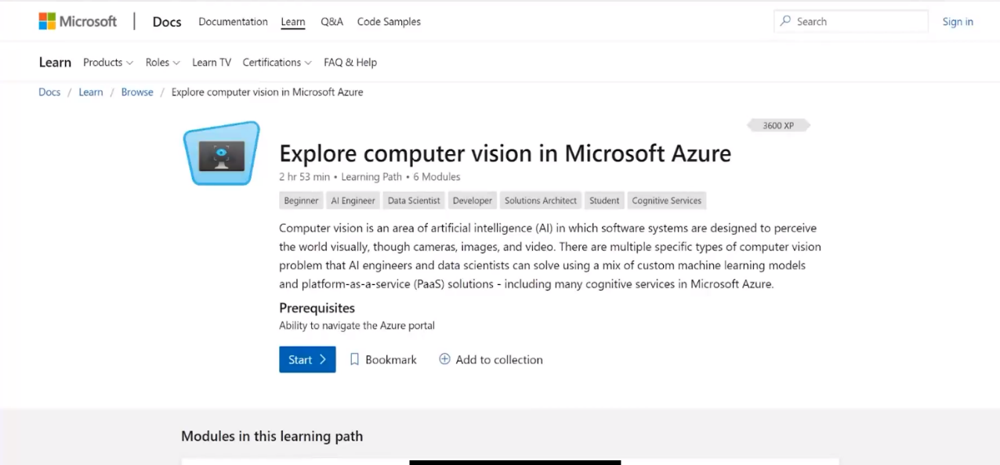 Microsoft Docs Documentation Learn Q&A Code Samples Search Sign in
Learn Products Roles Learn TV Certifications FAQ & Help
Docs / Learn / Browse / Explore computer vision in Microsoft Azure
3600 XP
Explore computer vision in Microsoft Azure
2 hr 53 min • Learning Path • 6 Modules
Beginner AI Engineer Data Scientist Developer Solutions Architect Student Cognitive Services
Computer vision is an area of artificial intelligence (AI) in which software systems are designed to perceive
the world visually, though cameras, images, and video. There are multiple specific types of computer vision
problem that AI engineers and data scientists can solve using a mix of custom machine learning models
and platform-as-a-service (PaaS) solutions - including many cognitive services in Microsoft Azure.
Prerequisites
Ability to navigate the Azure portal
Start Bookmark Add to collection
Modules in this learning path